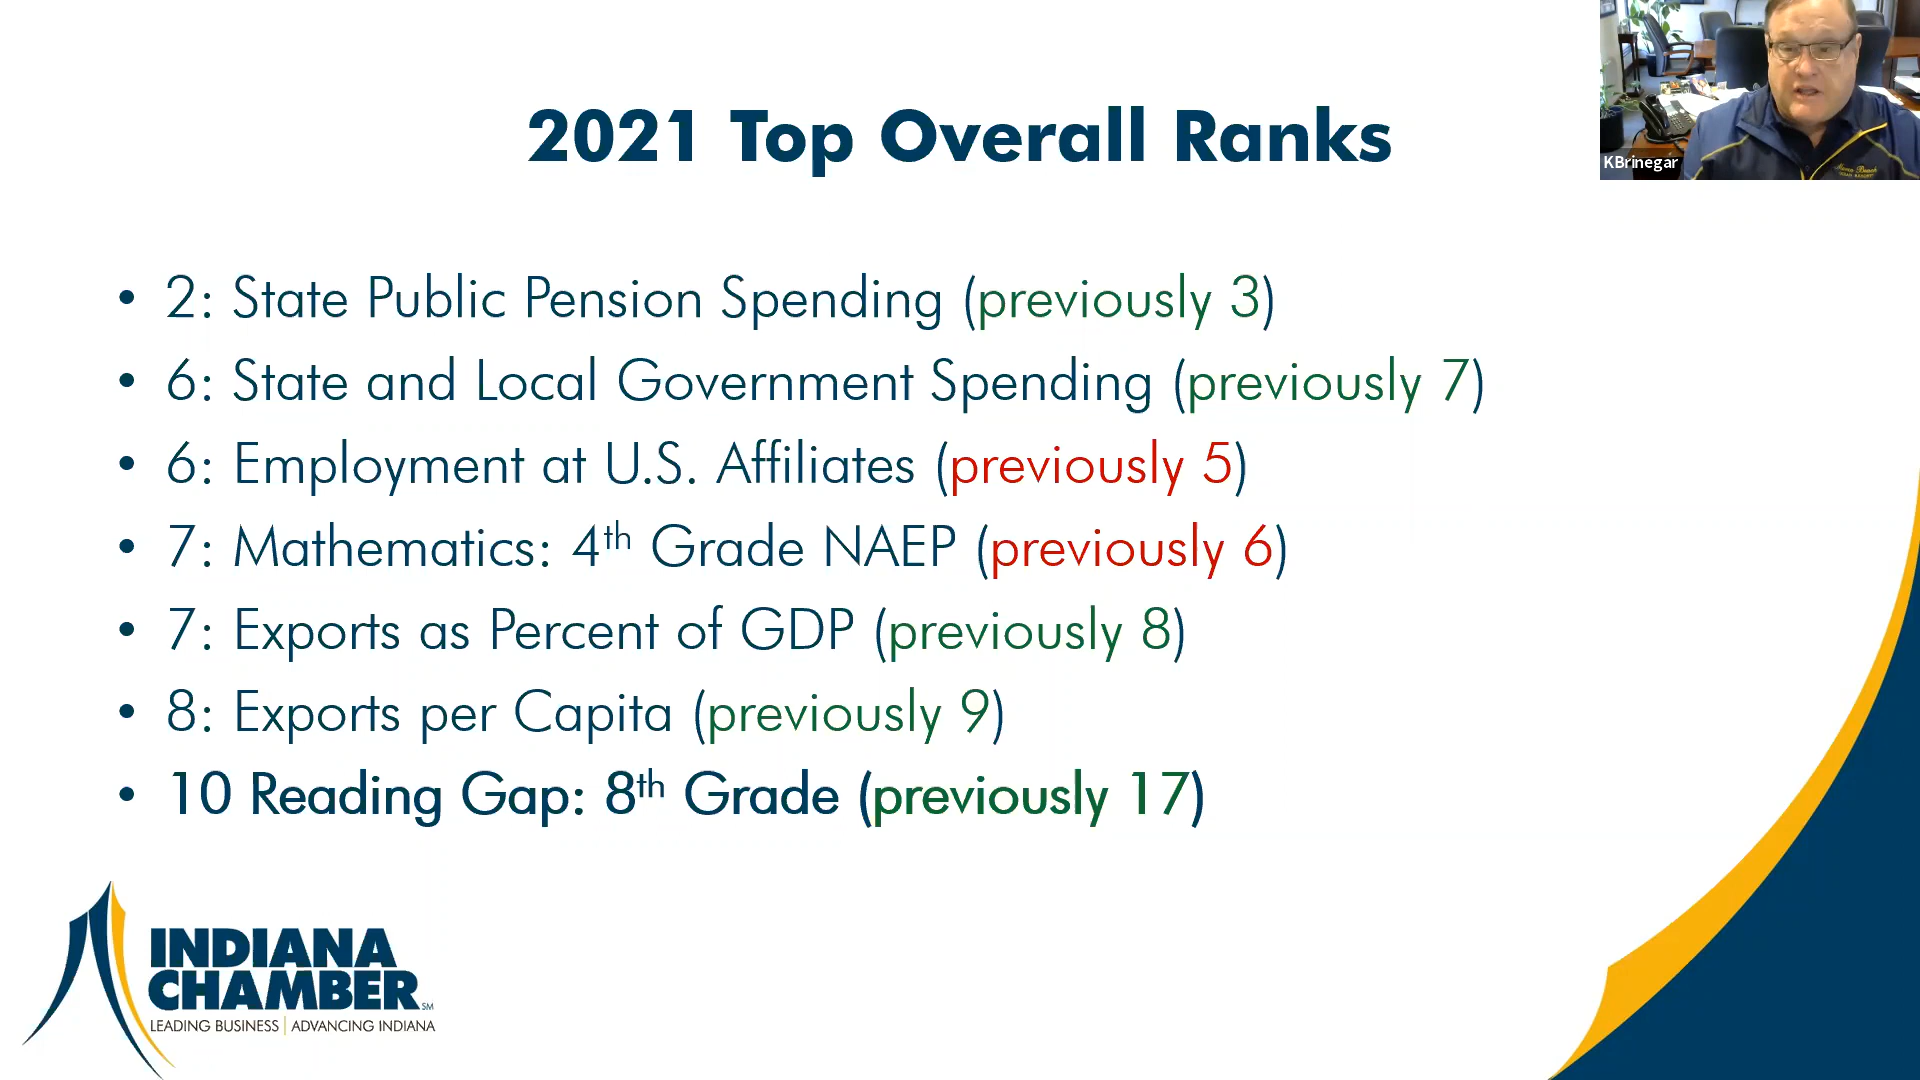 2021 Top Overall Ranks
KBrinegar
• 2: State Public Pension Spending (previously 3)
• 6: State and Local Government Spending (previously 7)
• 6: Employment at U.S. Affiliates (previously 5)
• 7: Mathematics: 4th Grade NAEP (previously 6)
• 7: Exports as Percent of GDP (previously 8)
• 8: Exports per Capita (previously 9)
• 10 Reading Gap: 8th Grade (previously 17)
INDIANA
CHAMBER SM
LEADING BUSINESS | ADVANCING INDIANA